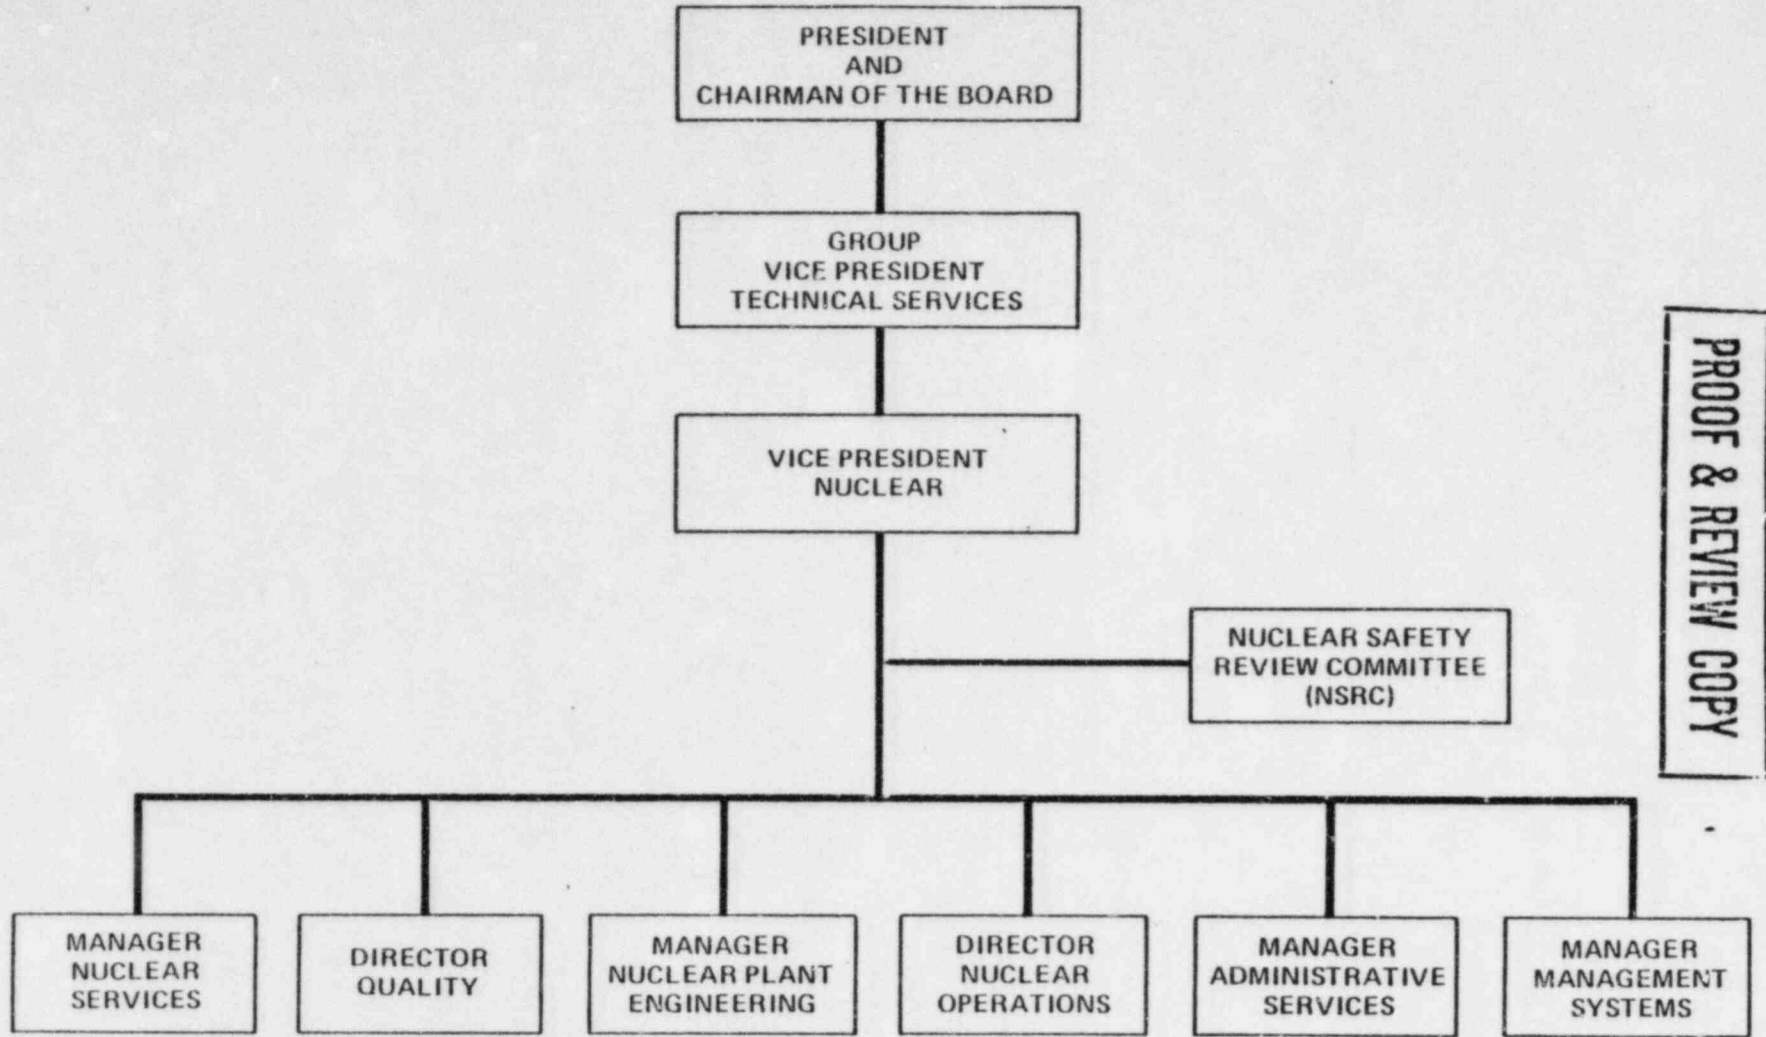 PRESIDENT
AND
CHAIRMAN OF THE BOARD
GROUP
VICE PRESIDENT
TECHNICAL SERVICES
VICE PRESIDENT
NUCLEAR
NUCLEAR SAFETY
REVIEW COMMITTEE
(NSRC)
PROOF & REVIEW COPY
MANAGER
NUCLEAR
SERVICES
DIRECTOR
QUALITY
MANAGER
NUCLEAR PLANT
ENGINEERING
DIRECTOR
NUCLEAR
OPERATIONS
MANAGER
ADMINISTRATIVE
SERVICES
MANAGER
MANAGEMENT
SYSTEMS